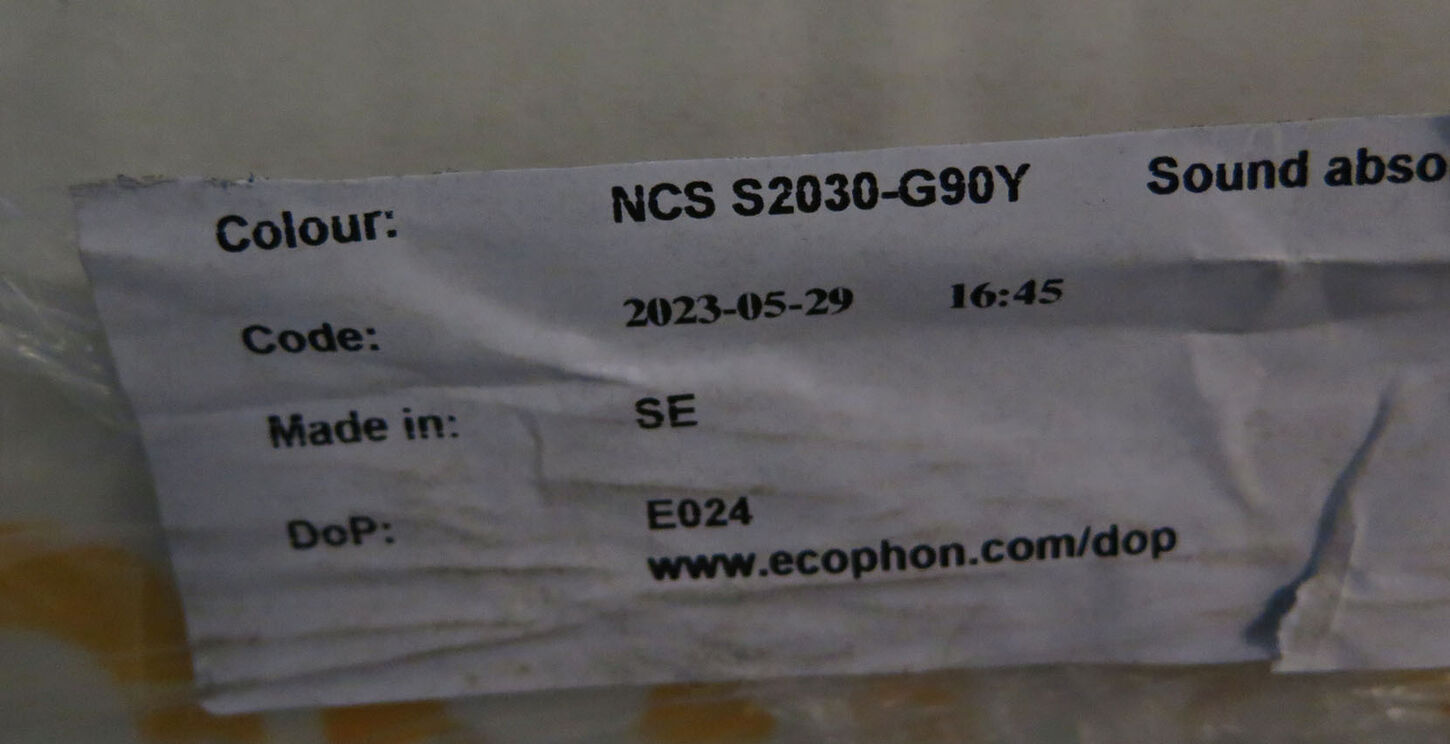 Colour: NCS S2030-G90Y Sound abso
Code: 2023-05-29 16:45
Made in: SE
DoP: E024
www.ecophon.com/dop